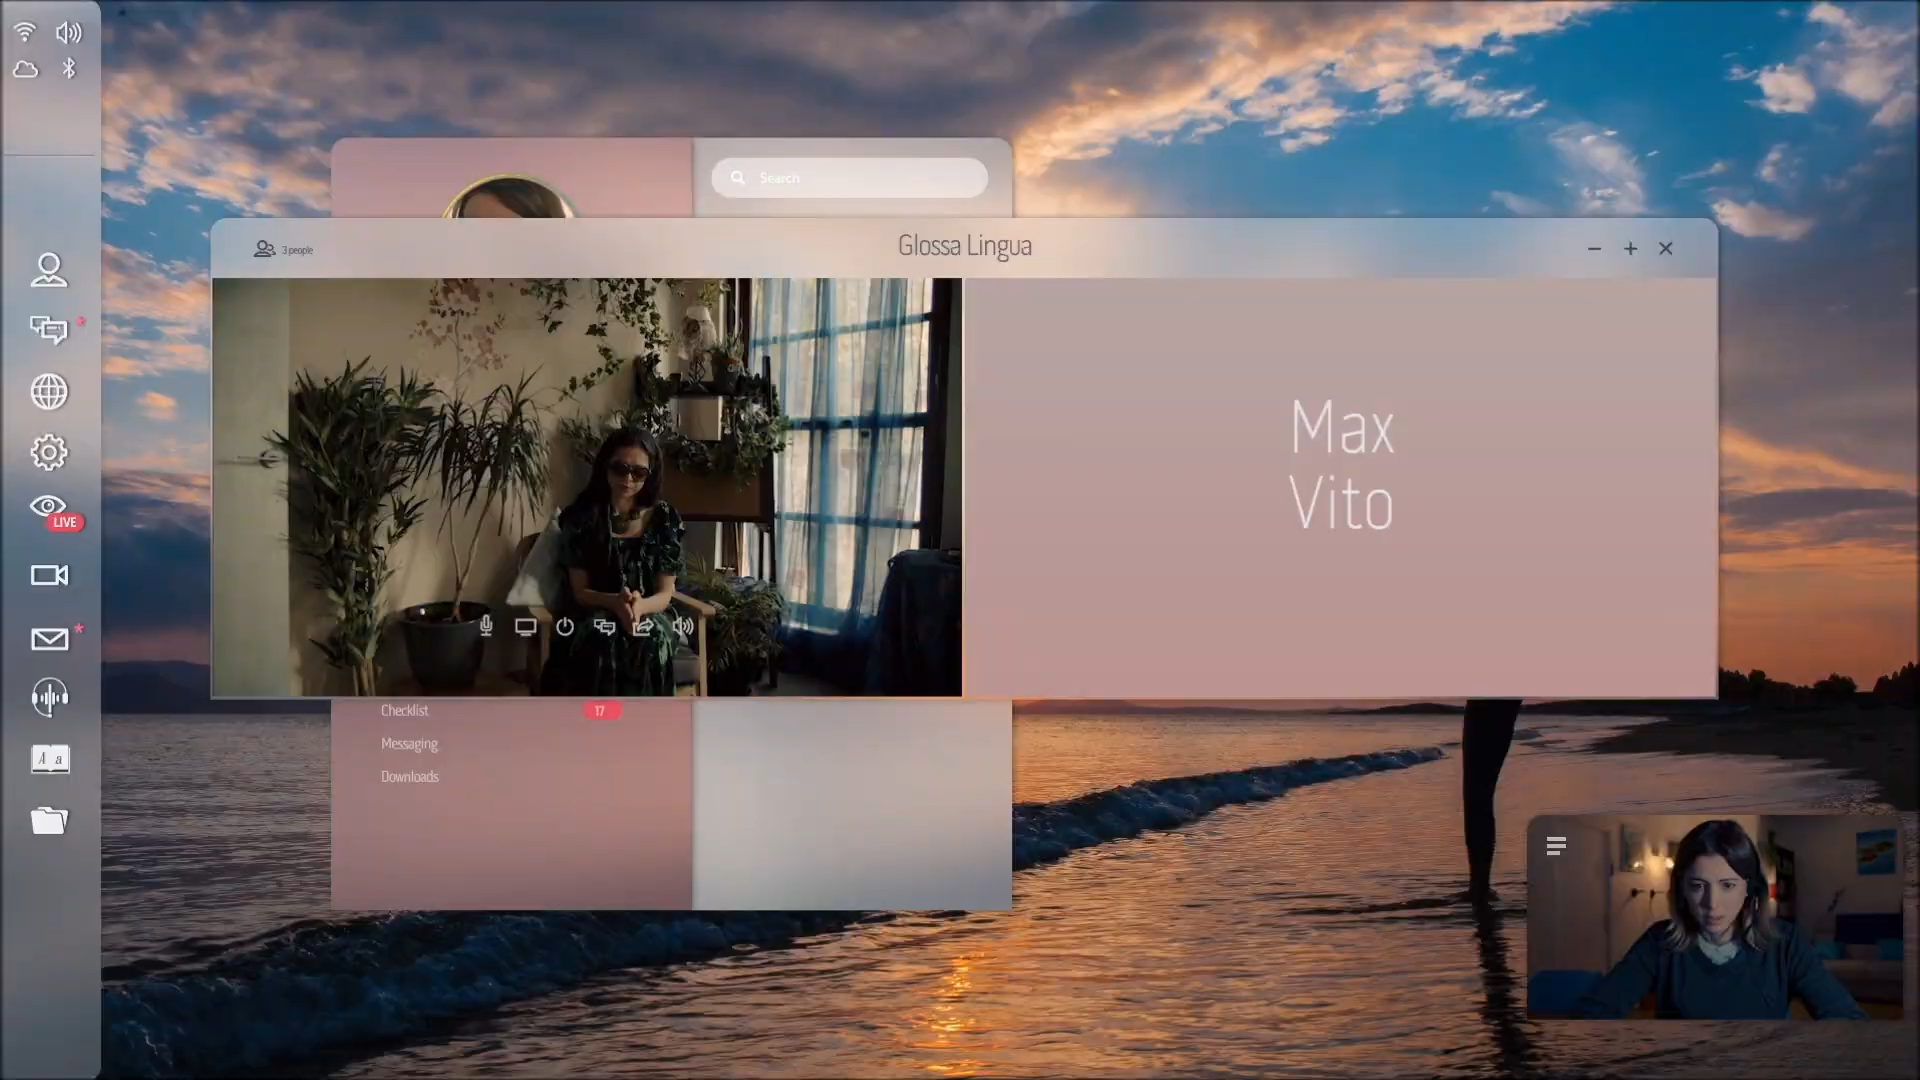 Search
3 people
Glossa Lingua
Max
Vito
LIVE
A a
Checklist
17
Messaging
Downloads